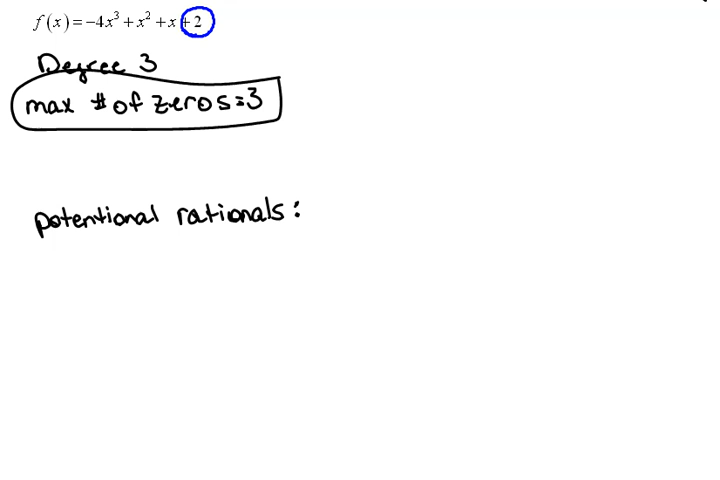 f(x)=−4x³+x²+x+2
Degree 3
max # of zeros=3
potentional rationals: